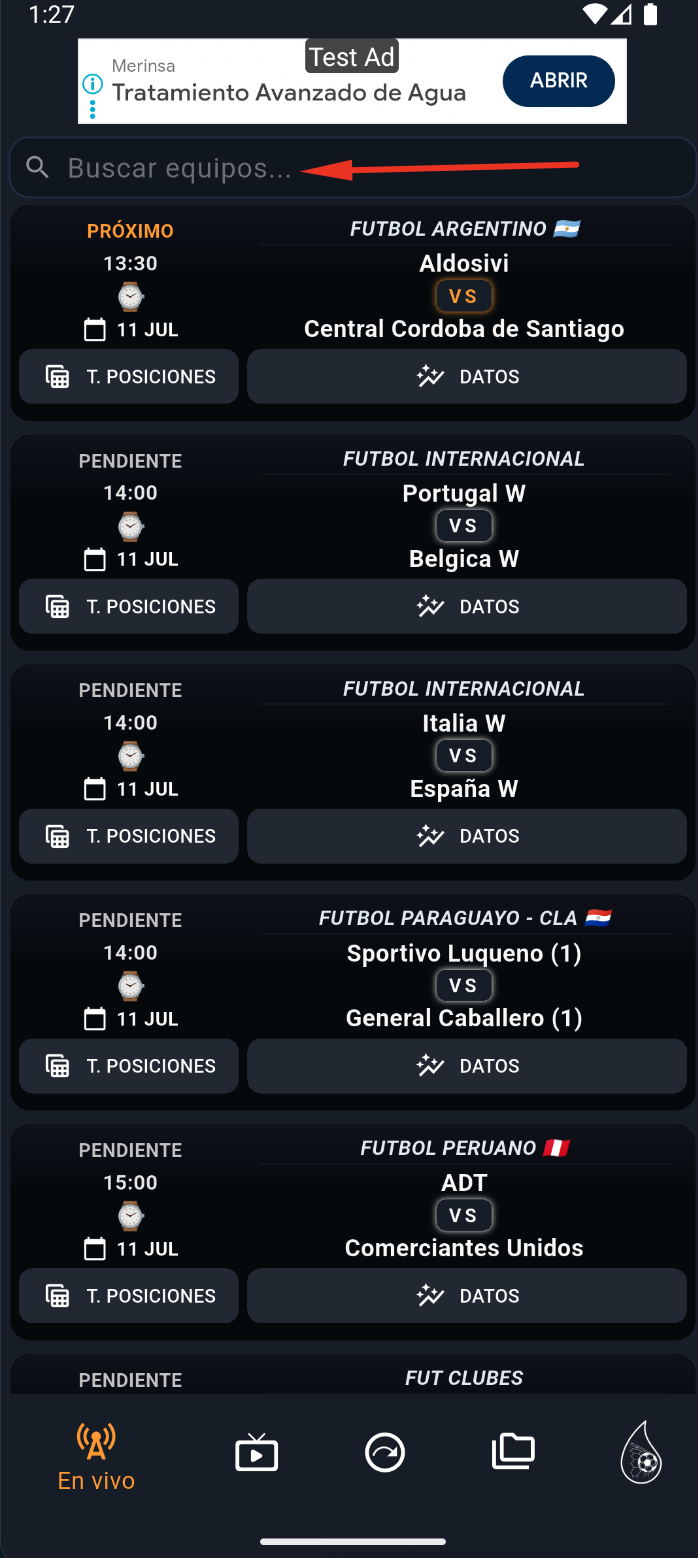 1:27
Test Ad
Merinsa
Tratamiento Avanzado de Agua
ABRIR
Buscar equipos...
PRÓXIMO
FUTBOL ARGENTINO 🇦🇷
13:30
Aldosivi
VS
11 JUL
Central Cordoba de Santiago
T. POSICIONES
DATOS
PENDIENTE
FUTBOL INTERNACIONAL
14:00
Portugal W
VS
11 JUL
Belgica W
T. POSICIONES
DATOS
PENDIENTE
FUTBOL INTERNACIONAL
14:00
Italia W
VS
11 JUL
España W
T. POSICIONES
DATOS
PENDIENTE
FUTBOL PARAGUAYO - CLA 🇵🇾
14:00
Sportivo Luqueno (1)
VS
11 JUL
General Caballero (1)
T. POSICIONES
DATOS
PENDIENTE
FUTBOL PERUANO 🇵🇪
15:00
ADT
VS
11 JUL
Comerciantes Unidos
T. POSICIONES
DATOS
PENDIENTE
FUT CLUBES
En vivo